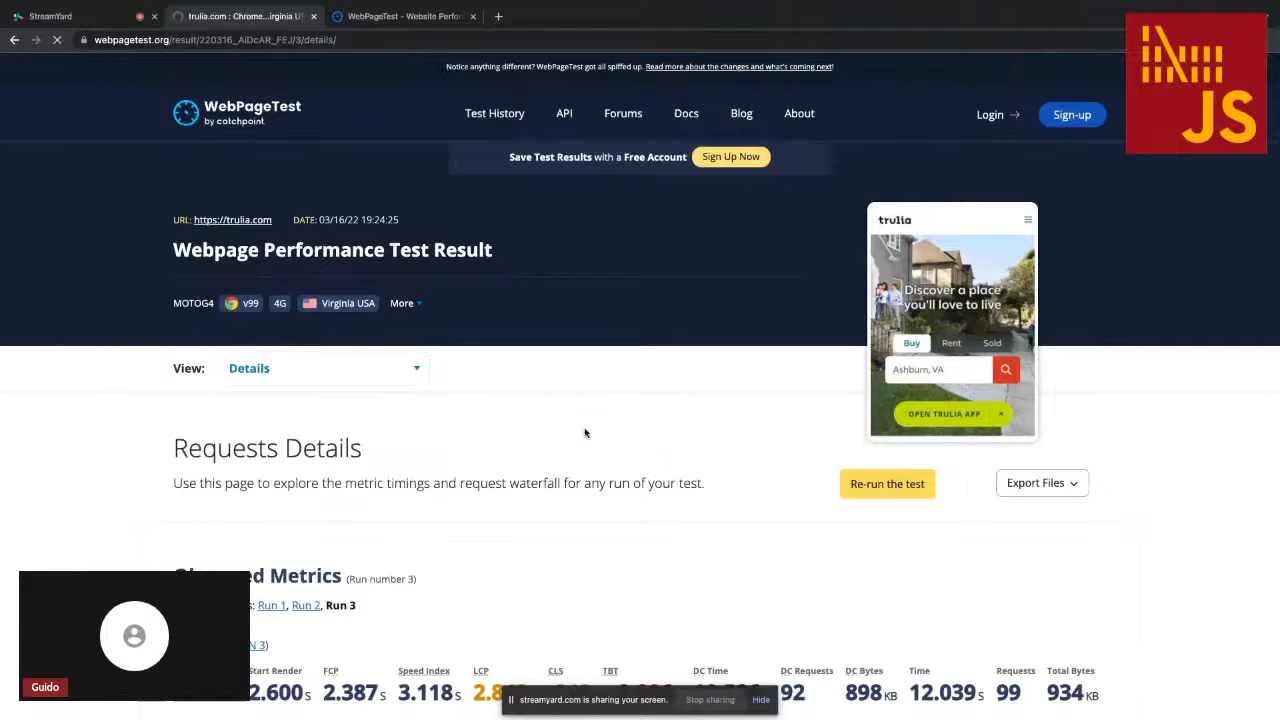 StreamYard
trulia.com : Chrome...irginia US
WebPageTest - Website Perfor
webpagetest.org/result/220316_AiDcAR_FEJ/3/details/
Notice anything different? WebPageTest got all spiffed up. Read more about the changes and what's coming next!
WebPageTest
by catchpoint
Test History
API
Forums
Docs
Blog
About
Login
Sign-up
JS
Save Test Results with a Free Account
Sign Up Now
URL: https://trulia.com
DATE: 03/16/22 19:24:25
Webpage Performance Test Result
MOTOG4
v99
4G
Virginia USA
More
trulia
Discover a place
you'll love to live
Buy
Rent
Sold
Ashburn, VA
OPEN TRULIA APP
View:
Details
Requests Details
Use this page to explore the metric timings and request waterfall for any run of your test.
Re-run the test
Export Files
d Metrics (Run number 3)
s: Run 1, Run 2, Run 3
N 3)
Start Render
FCP
Speed Index
LCP
CLS
TBT
DC Time
DC Requests
DC Bytes
Time
Requests
Total Bytes
2.600s
2.387s
3.118s
92
898KB
12.039s
99
934KB
Guido
streamyard.com is sharing your screen.
Stop sharing
Hide